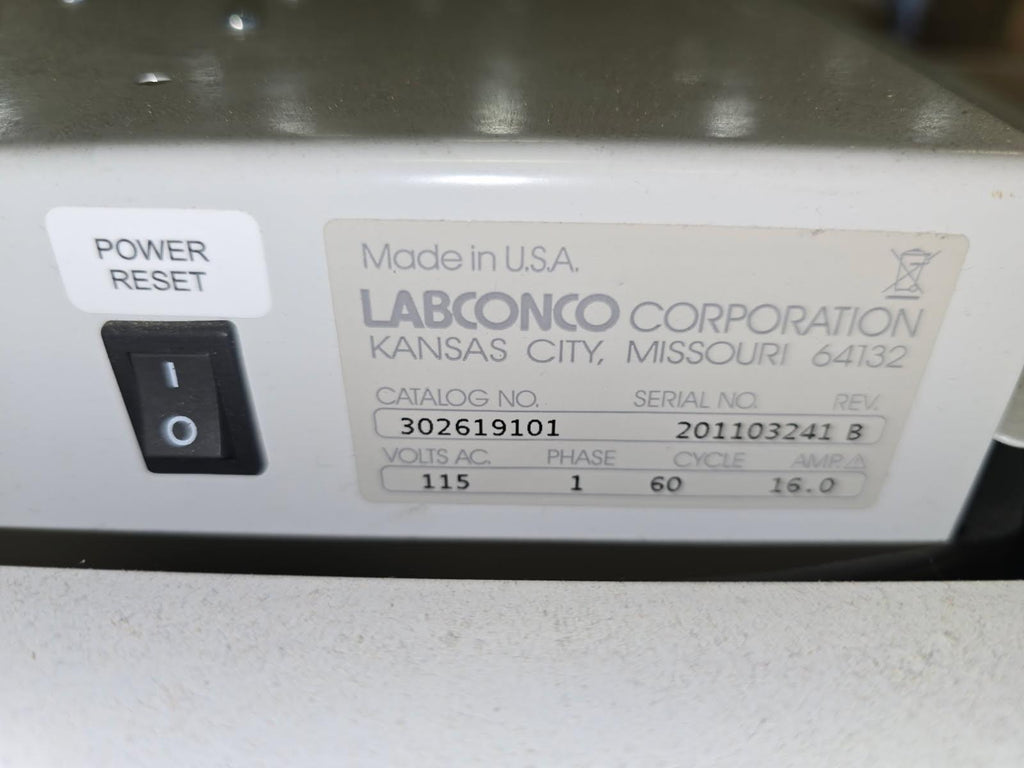 POWER
RESET
I
O
Made in U.S.A.
LABCONCO CORPORATION
KANSAS CITY, MISSOURI 64132
CATALOG NO. SERIAL NO. REV.
302619101 201103241 B
VOLTS AC. PHASE CYCLE AMP.⚠
115 1 60 16.0